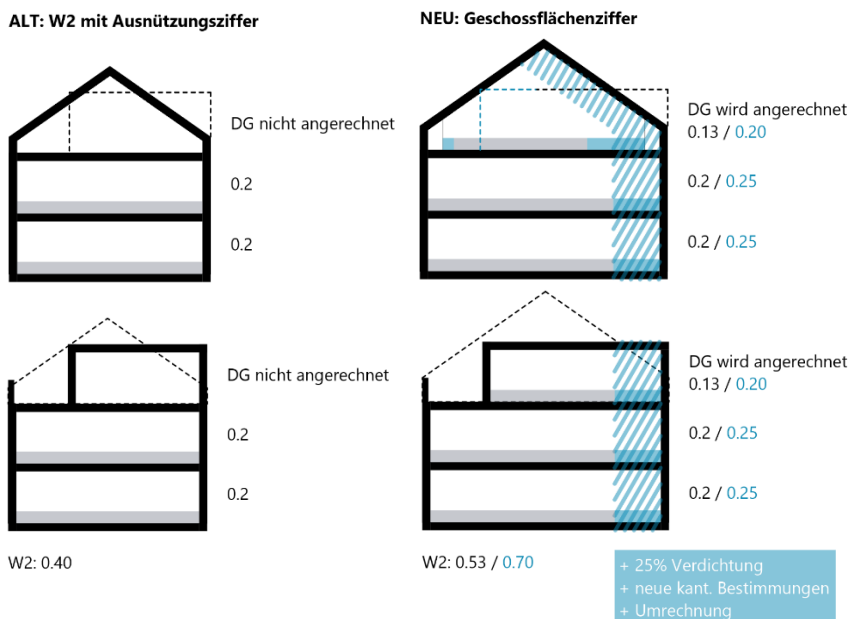 ALT: W2 mit Ausnützungsziffer
DG nicht angerechnet
0.2
0.2
DG nicht angerechnet
0.2
0.2
W2: 0.40
NEU: Geschossflächenziffer
DG wird angerechnet
0.13 / 0.20
0.2 / 0.25
0.2 / 0.25
DG wird angerechnet
0.13 / 0.20
0.2 / 0.25
0.2 / 0.25
W2: 0.53 / 0.70
+ 25% Verdichtung
+ neue kant. Bestimmungen
+ Umrechnung